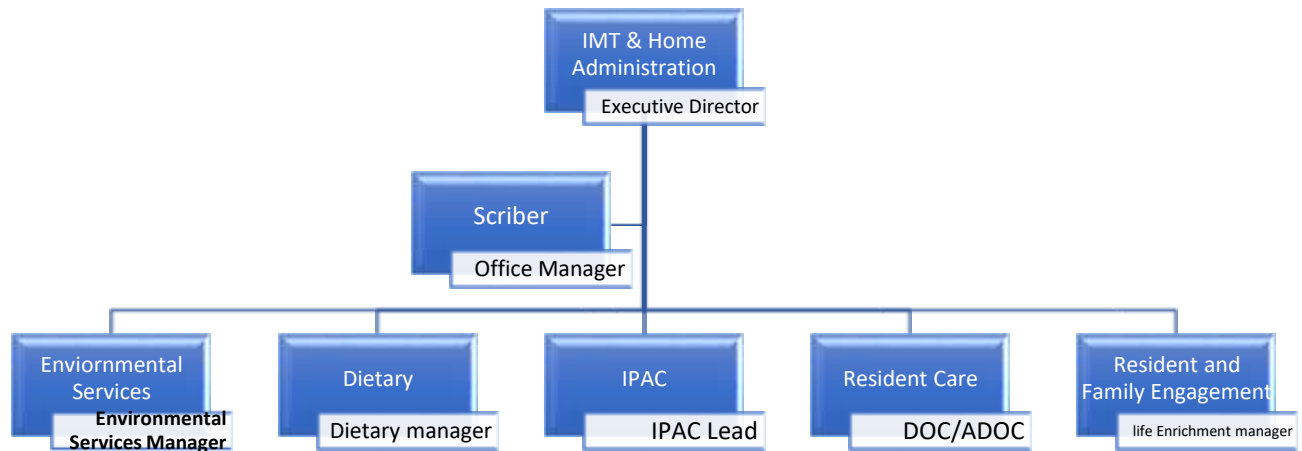 IMT & Home
Administration
Executive Director
Scriber
Office Manager
Enviornmental
Services
Environmental
Services Manager
Dietary
Dietary manager
IPAC
IPAC Lead
Resident Care
DOC/ADOC
Resident and
Family Engagement
life Enrichment manager